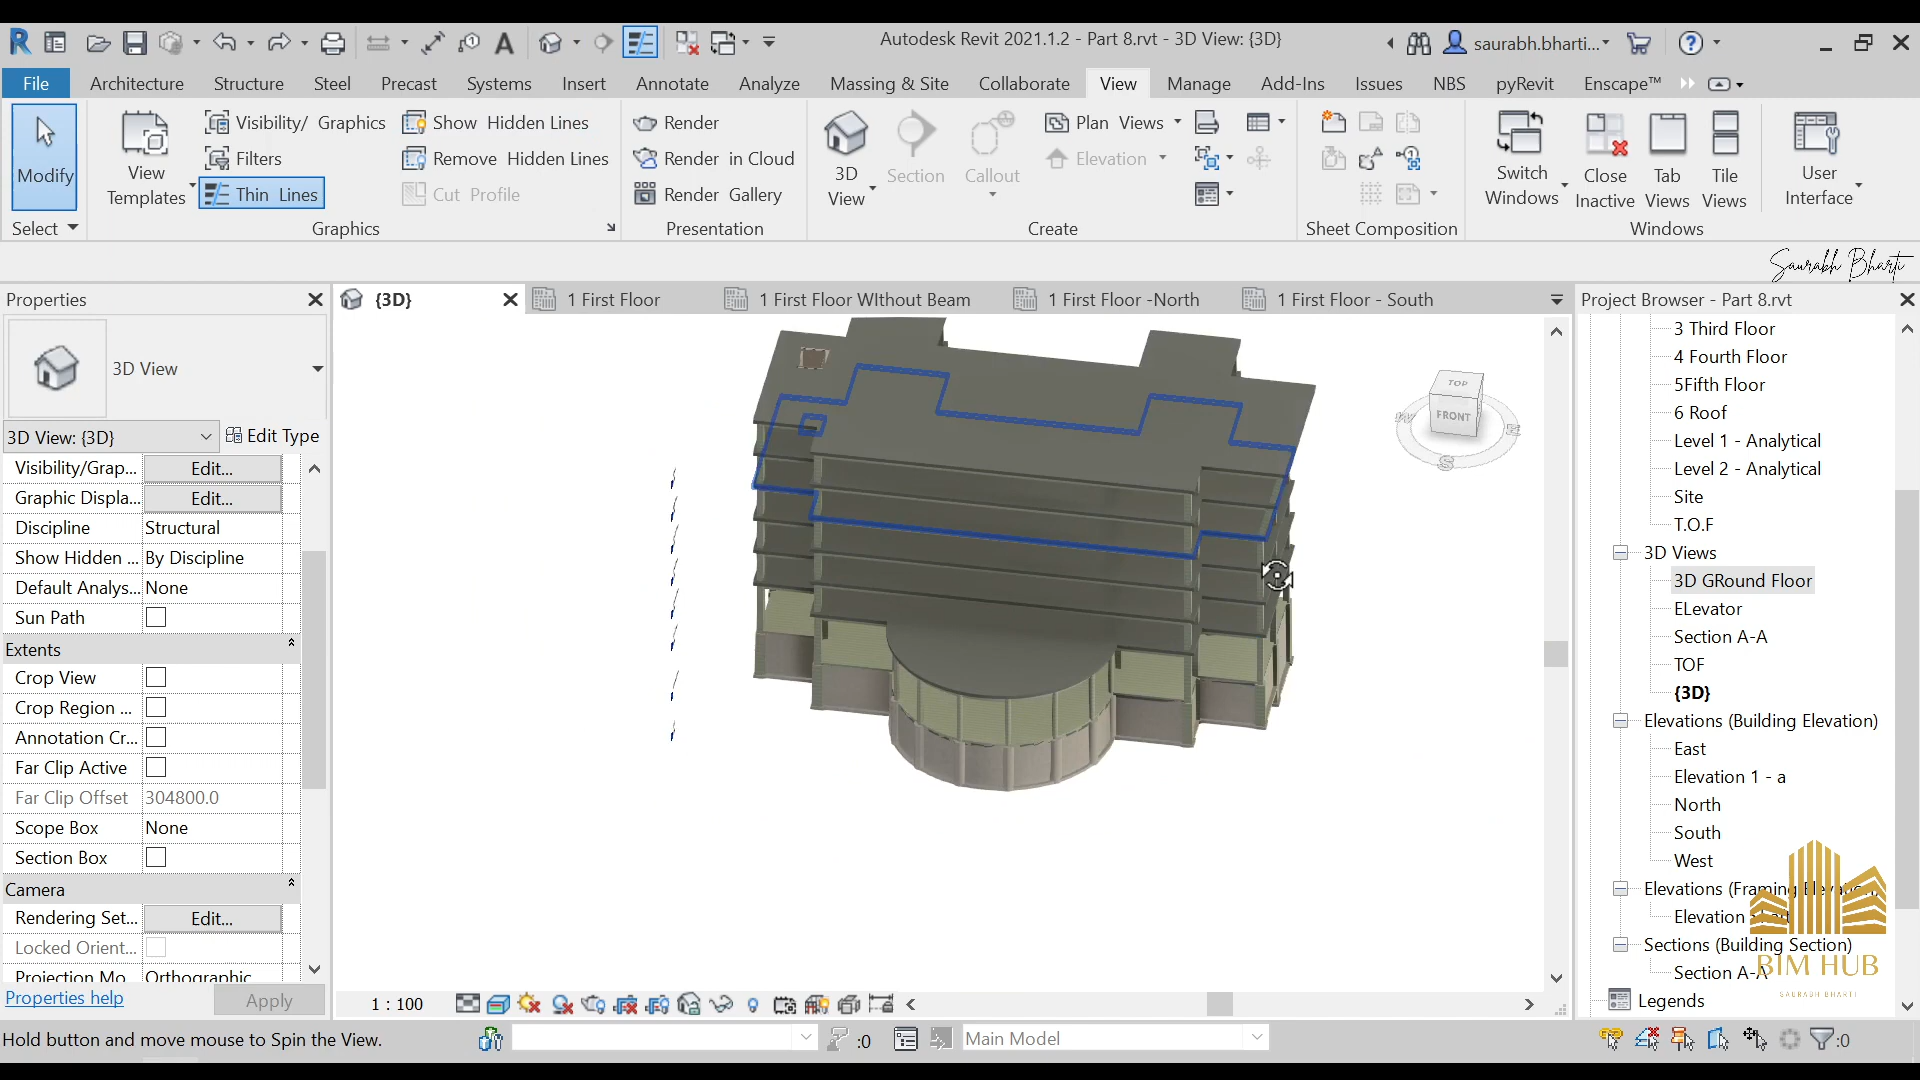 Autodesk Revit 2021.1.2 - Part 8.rvt - 3D View: {3D}
saurabh.bharti...
File Architecture Structure Steel Precast Systems Insert Annotate Analyze Massing & Site Collaborate View Manage Add-Ins Issues NBS pyRevit Enscape™
Modify
View Templates
Visibility/ Graphics
Filters
Thin Lines
Show Hidden Lines
Remove Hidden Lines
Cut Profile
Render
Render in Cloud
Render Gallery
3D View
Section
Callout
Plan Views
Elevation
Switch Windows
Close Inactive
Tab Views
Tile Views
User Interface
Select Graphics Presentation Create Sheet Composition Windows
Saurabh Bharti
Properties
3D View
3D View: {3D}
Edit Type
Visibility/Grap... Edit...
Graphic Displa... Edit...
Discipline Structural
Show Hidden ... By Discipline
Default Analys... None
Sun Path
Extents
Crop View
Crop Region ...
Annotation Cr...
Far Clip Active
Far Clip Offset 304800.0
Scope Box None
Section Box
Camera
Rendering Set... Edit...
Locked Orient...
Projection Mo... Orthographic
Properties help
Apply
{3D}
1 First Floor
1 First Floor WIthout Beam
1 First Floor -North
1 First Floor - South
TOP
FRONT
W
E
S
1 : 100
Project Browser - Part 8.rvt
3 Third Floor
4 Fourth Floor
5Fifth Floor
6 Roof
Level 1 - Analytical
Level 2 - Analytical
Site
T.O.F
3D Views
3D GRound Floor
ELevator
Section A-A
TOF
{3D}
Elevations (Building Elevation)
East
Elevation 1 - a
North
South
West
Elevations (Framing Elevation)
Elevation
Sections (Building Section)
Section A-A
Legends
BIM HUB
SAURABH BHARTI
Hold button and move mouse to Spin the View.
:0
Main Model
:0